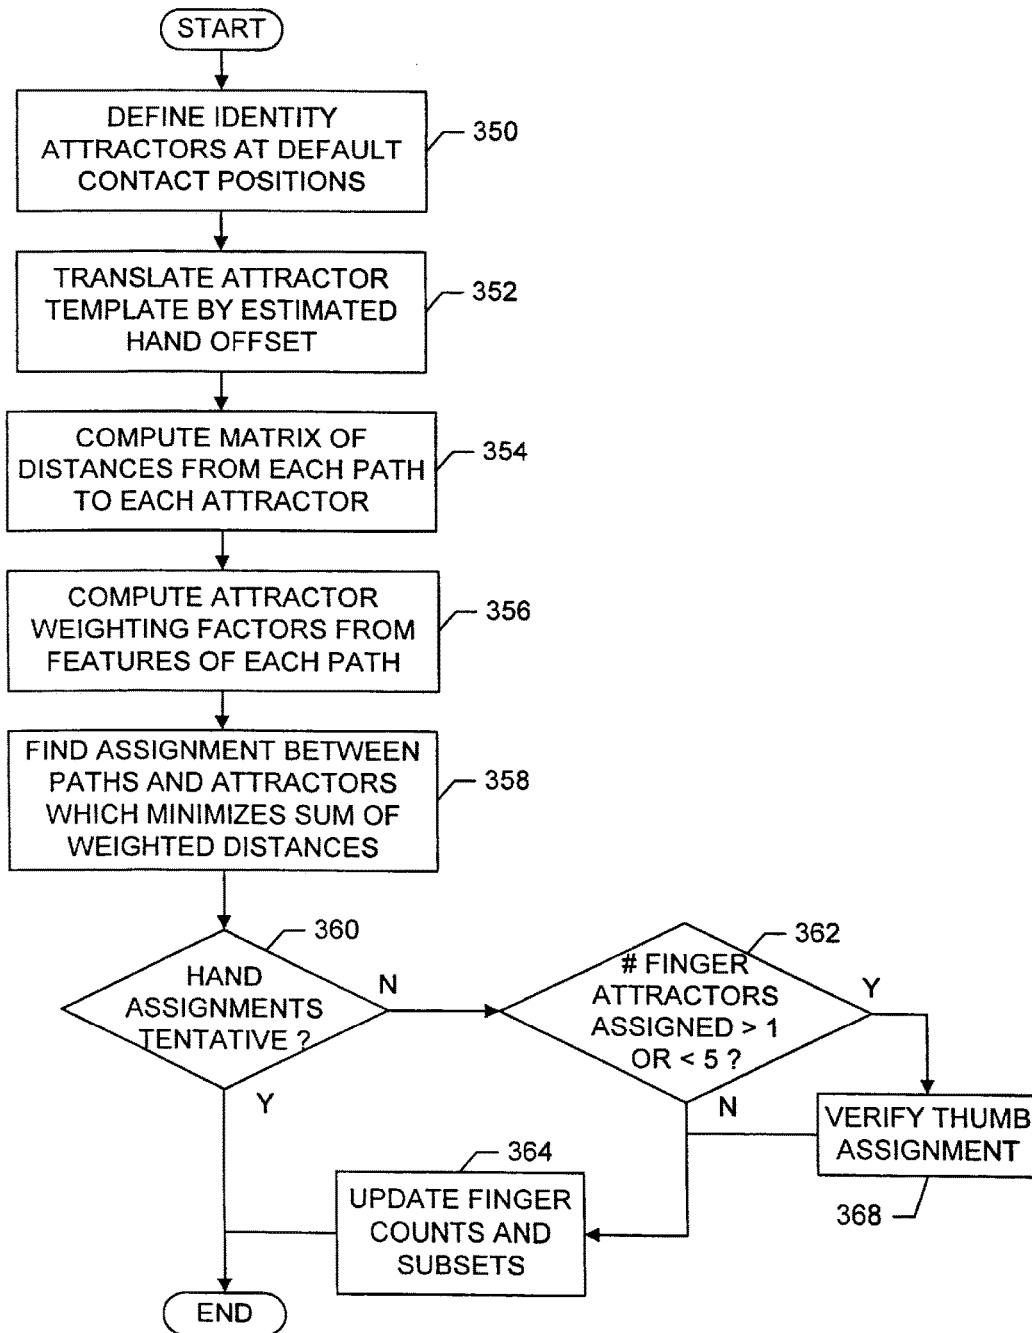 START
DEFINE IDENTITY
ATTRACTORS AT DEFAULT
CONTACT POSITIONS
350
TRANSLATE ATTRACTOR
TEMPLATE BY ESTIMATED
HAND OFFSET
352
COMPUTE MATRIX OF
DISTANCES FROM EACH PATH
TO EACH ATTRACTOR
354
COMPUTE ATTRACTOR
WEIGHTING FACTORS FROM
FEATURES OF EACH PATH
356
FIND ASSIGNMENT BETWEEN
PATHS AND ATTRACTORS
WHICH MINIMIZES SUM OF
WEIGHTED DISTANCES
358
360
HAND
ASSIGNMENTS
TENTATIVE ?
N
Y
362
# FINGER
ATTRACTORS
ASSIGNED > 1
OR < 5 ?
Y
N
VERIFY THUMB
ASSIGNMENT
368
364
UPDATE FINGER
COUNTS AND
SUBSETS
END